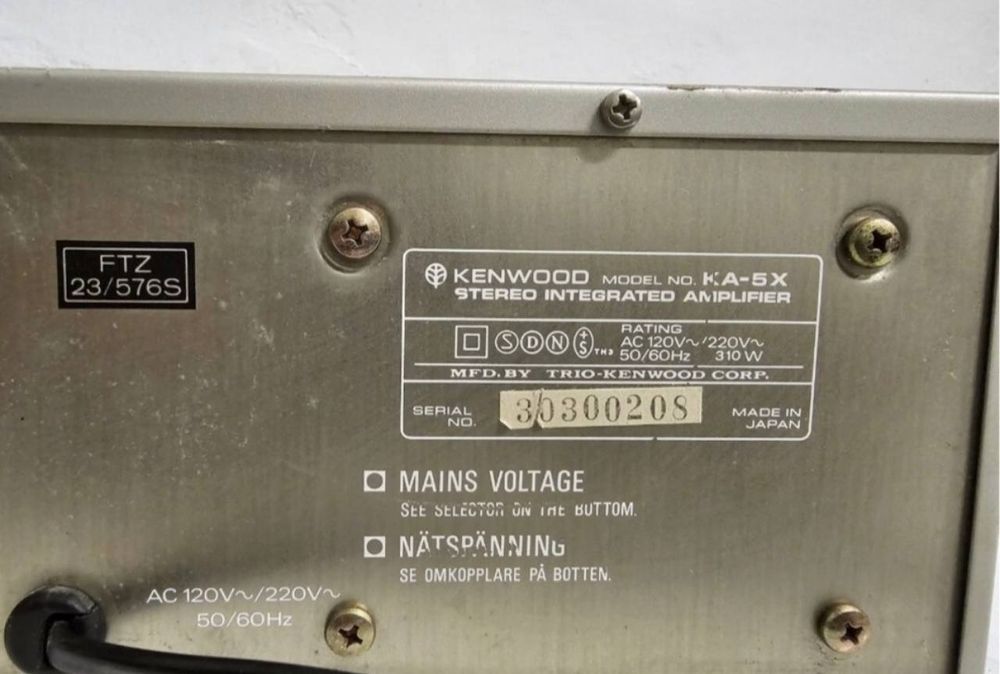 FTZ
23/576S
KENWOOD MODEL NO. KA-5X
STEREO INTEGRATED AMPLIFIER
S D N +S TH3
RATING
AC 120V~/220V~
50/60Hz 310 W
MFD. BY TRIO-KENWOOD CORP.
SERIAL NO. 30300208
MADE IN JAPAN
MAINS VOLTAGE
SEE SELECTOR ON THE BOTTOM.
NÄTSPÄNNING
SE OMKOPPLARE PÅ BOTTEN.
AC 120V~/220V~
50/60Hz